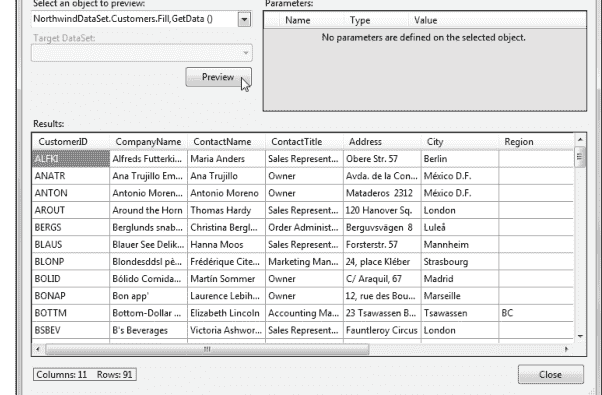 Select an object to preview:
Parameters:
NorthwindDataSet.Customers.Fill,GetData ()
Name Type Value
No parameters are defined on the selected object.
Target DataSet:
Preview
Results:
CustomerID CompanyName ContactName ContactTitle Address City Region
ALFKI Alfreds Futterki... Maria Anders Sales Represent... Obere Str. 57 Berlin
ANATR Ana Trujillo Em... Ana Trujillo Owner Avda. de la Con... México D.F.
ANTON Antonio Moren... Antonio Moreno Owner Mataderos 2312 México D.F.
AROUT Around the Horn Thomas Hardy Sales Represent... 120 Hanover Sq. London
BERGS Berglunds snab... Christina Bergl... Order Administ... Berguvsvägen 8 Luleå
BLAUS Blauer See Delik... Hanna Moos Sales Represent... Forsterstr. 57 Mannheim
BLONP Blondesddsl pè... Frédérique Cite... Marketing Man... 24, place Kléber Strasbourg
BOLID Bólido Comida... Martín Sommer Owner C/ Araquil, 67 Madrid
BONAP Bon app' Laurence Lebih... Owner 12, rue des Bou... Marseille
BOTTM Bottom-Dollar ... Elizabeth Lincoln Accounting Ma... 23 Tsawassen B... Tsawassen BC
BSBEV B's Beverages Victoria Ashwor... Sales Represent... Fauntleroy Circus London
Columns: 11 Rows: 91
Close